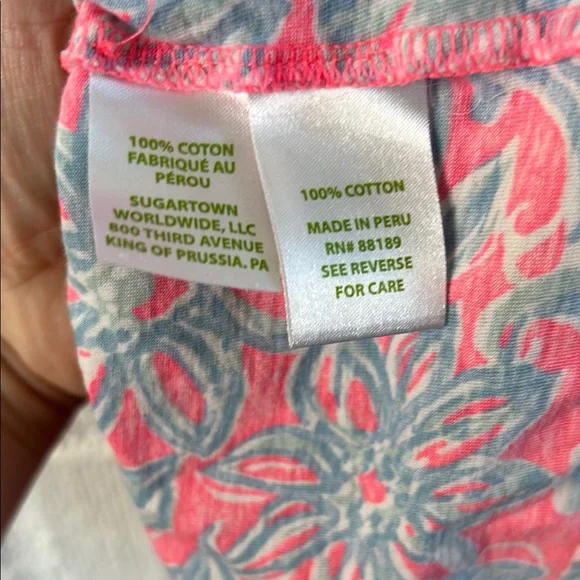 100% COTON
FABRIQUÉ AU
PÉROU
SUGARTOWN
WORLDWIDE, LLC
800 THIRD AVENUE
KING OF PRUSSIA. PA
100% COTTON
MADE IN PERU
RN# 88189
SEE REVERSE
FOR CARE